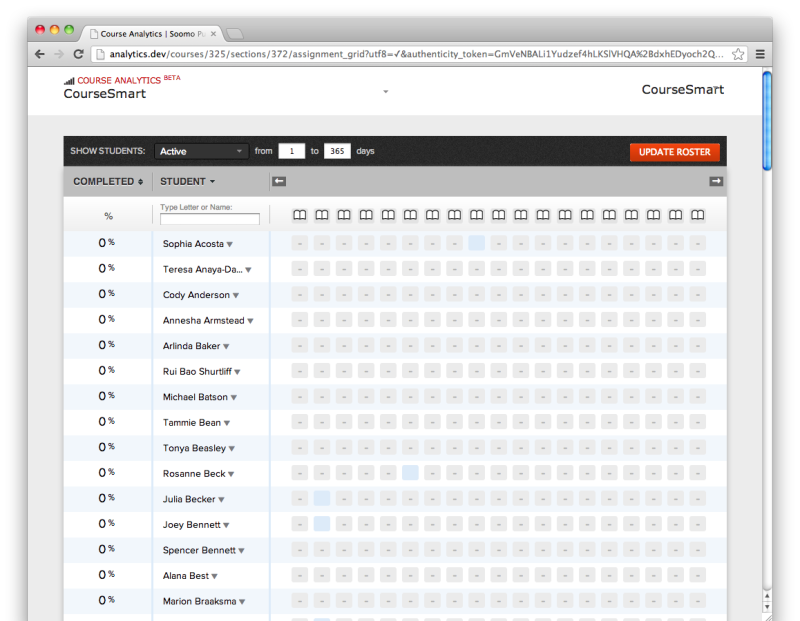 Course Analytics | Soomo Pu
analytics.dev/courses/325/sections/372/assignment_grid?utf8=✓&authenticity_token=GmVeNBALi1Yudzef4hLKSlVHQA%2BdxhEDyoch2Q...
COURSE ANALYTICS BETA
CourseSmart
CourseSmart
SHOW STUDENTS: Active from 1 to 365 days UPDATE ROSTER
COMPLETED STUDENT
% Type Letter or Name:
0% Sophia Acosta
0% Teresa Anaya-Da...
0% Cody Anderson
0% Annesha Armstead
0% Arlinda Baker
0% Rui Bao Shurtliff
0% Michael Batson
0% Tammie Bean
0% Tonya Beasley
0% Rosanne Beck
0% Julia Becker
0% Joey Bennett
0% Spencer Bennett
0% Alana Best
0% Marion Braaksma